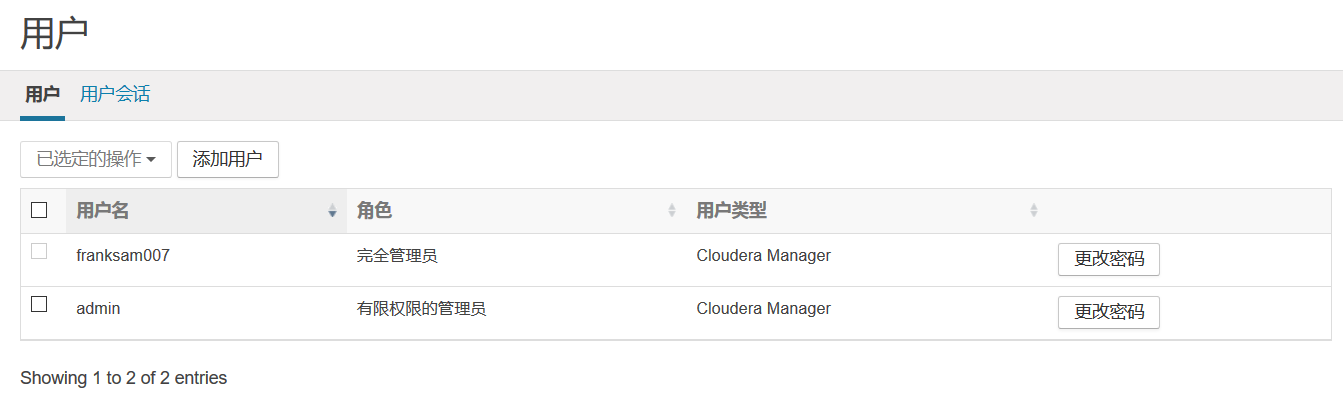 用户
用户 用户会话
已选定的操作 添加用户
用户名 角色 用户类型
franksam007 完全管理员 Cloudera Manager 更改密码
admin 有限权限的管理员 Cloudera Manager 更改密码
Showing 1 to 2 of 2 entries